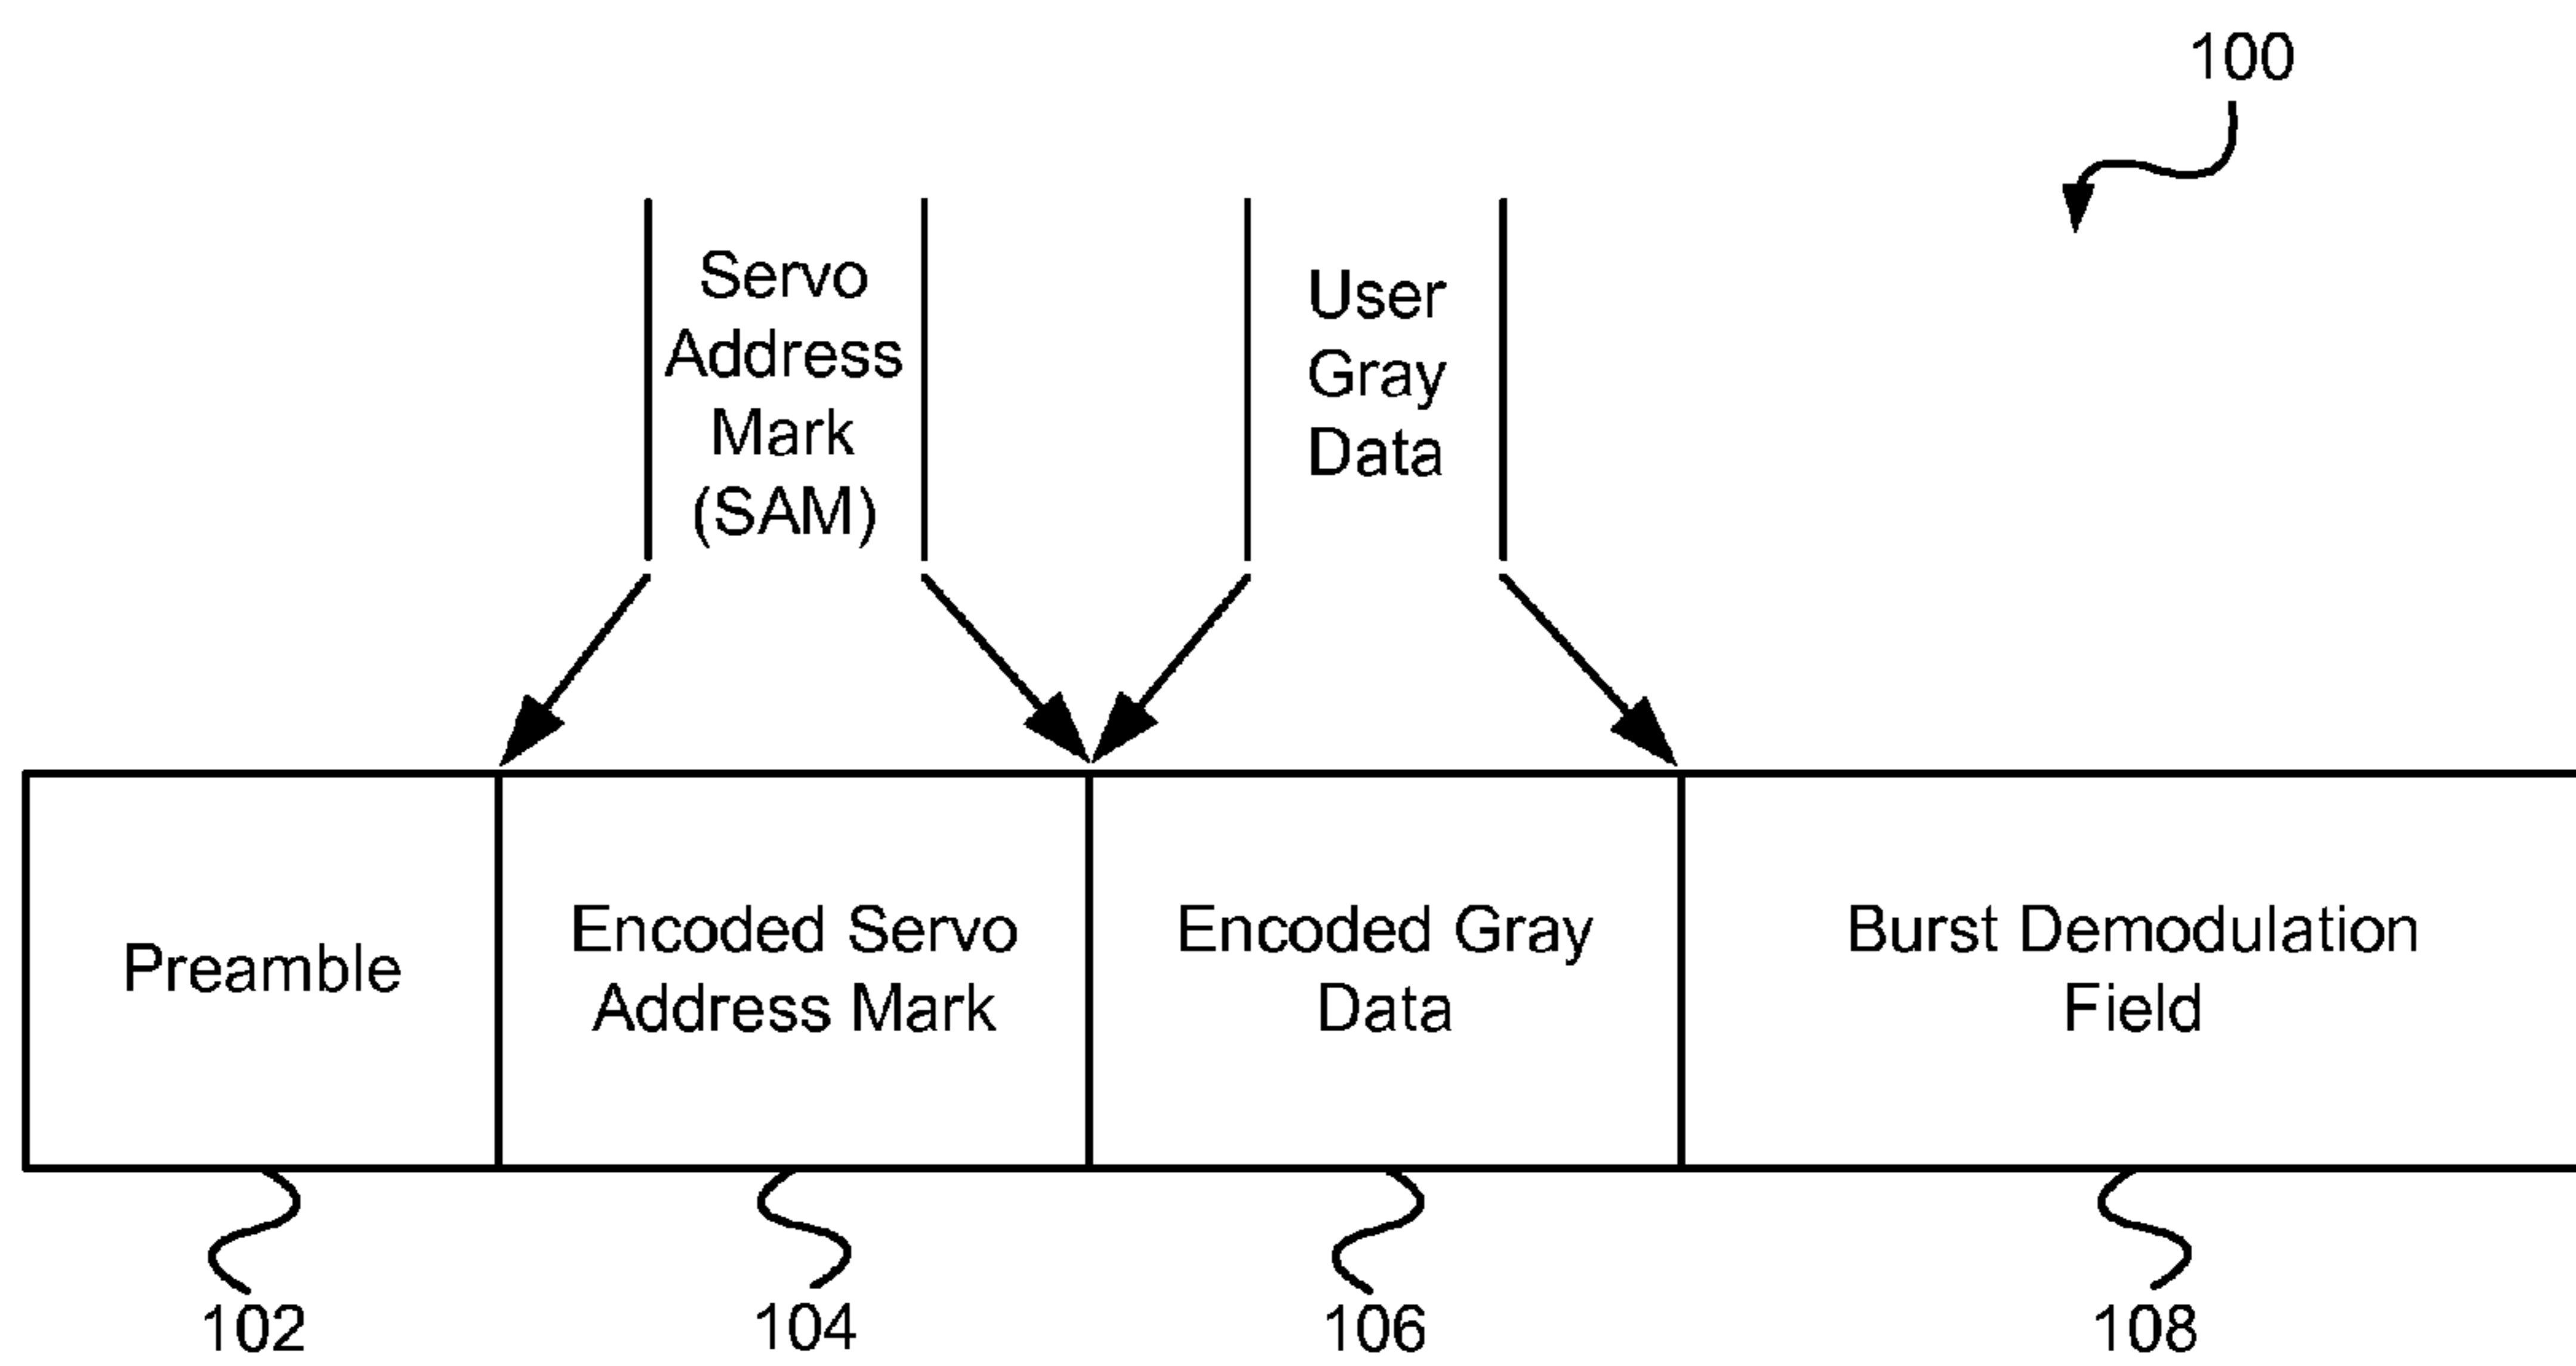 100
Servo
Address
Mark
(SAM)
User
Gray
Data
Preamble
Encoded Servo
Address Mark
Encoded Gray
Data
Burst Demodulation
Field
102
104
106
108